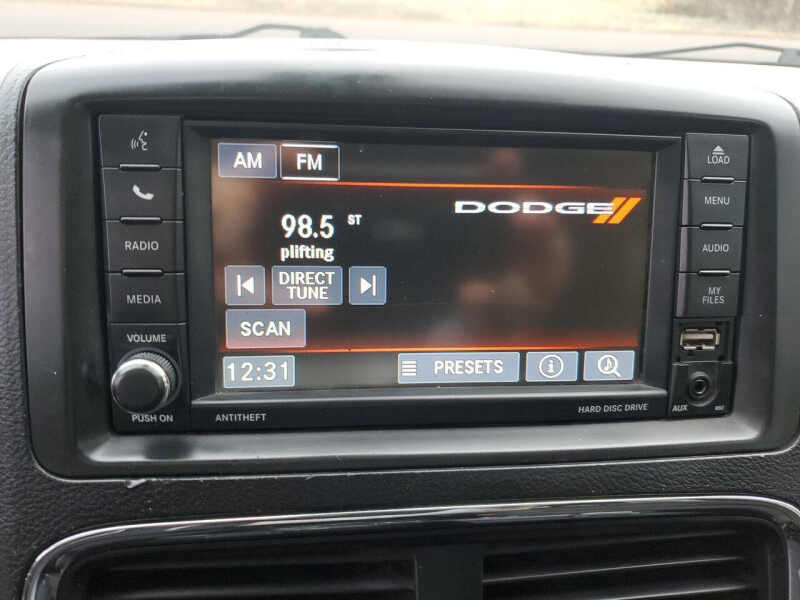 AM
FM
98.5 ST
plifting
DIRECT
TUNE
SCAN
12:31
PRESETS
DODGE
RADIO
MEDIA
VOLUME
PUSH ON
ANTITHEFT
HARD DISC DRIVE
LOAD
MENU
AUDIO
MY
FILES
AUX